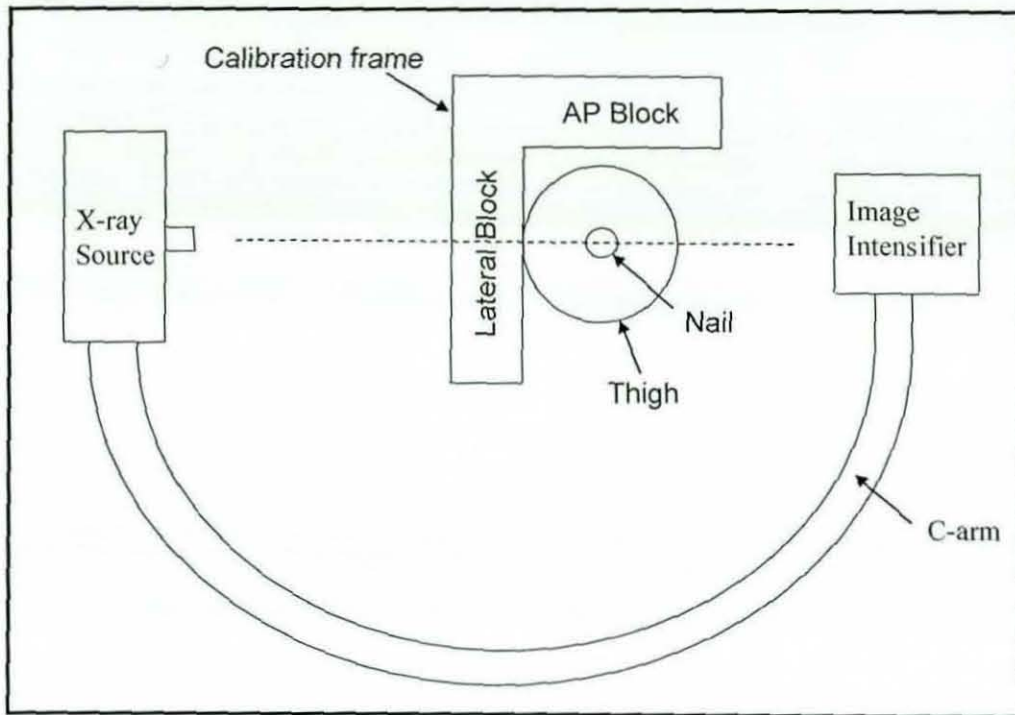 Calibration frame
AP Block
X-ray
Source
Lateral Block
Image
Intensifier
Nail
Thigh
C-arm